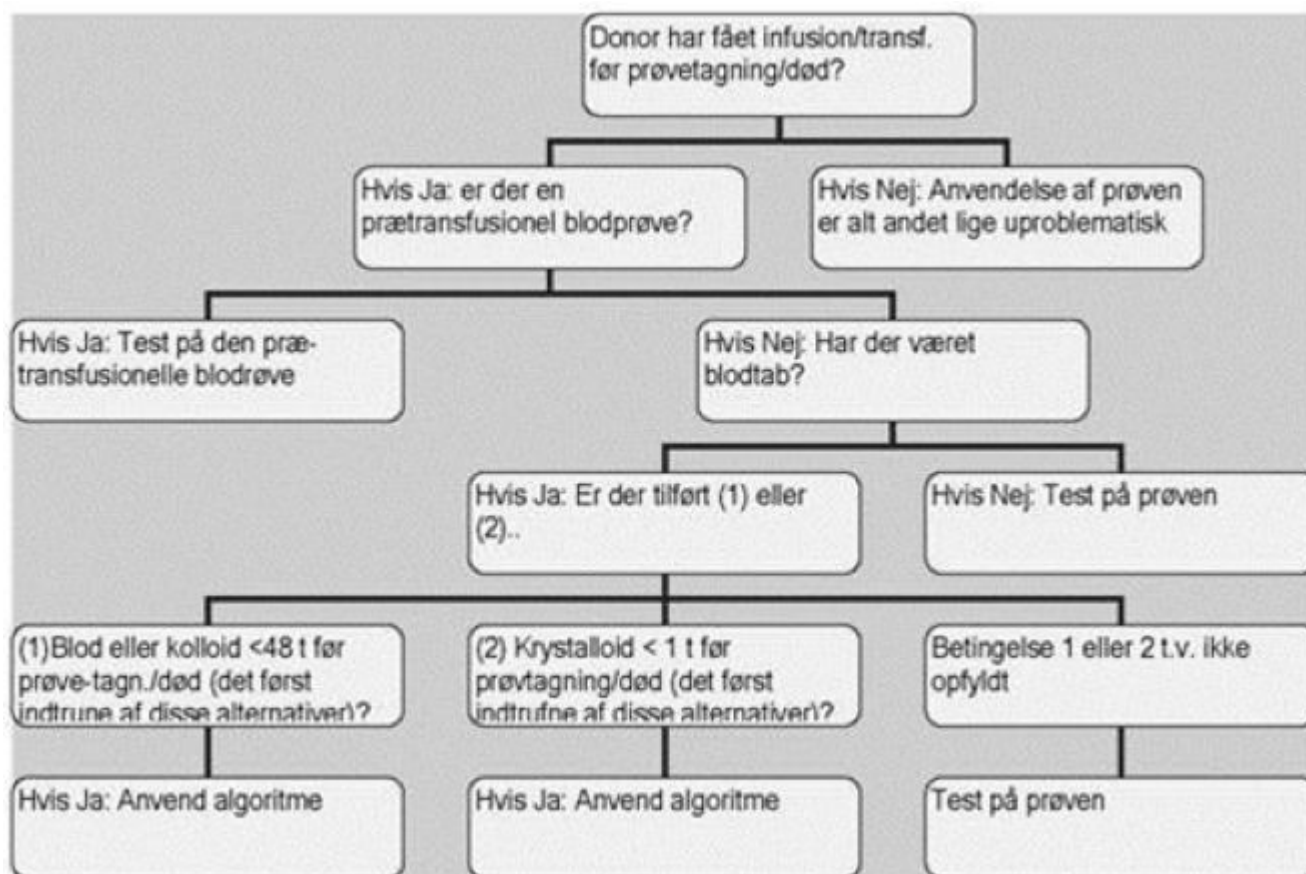 Donor har fået infusion/transf.
før prøvetagning/død?
Hvis Ja: er der en
prætransfusionel blodprøve?
Hvis Nej: Anvendelse af prøven
er alt andet lige uproblematisk
Hvis Ja: Test på den præ-
transfusionelle blodrøve
Hvis Nej: Har der været
blodtab?
Hvis Ja: Er der tilført (1) eller
(2)..
Hvis Nej: Test på prøven
(1)Blod eller kolloid <48 t før
prøve-tagn./død (det først
indtrune af disse alternativer)?
(2) Krystalloid < 1 t før
prøvtagning/død (det først
indtrufne af disse alternativer)?
Betingelse 1 eller 2 t.v. ikke
opfyldt
Hvis Ja: Anvend algoritme
Hvis Ja: Anvend algoritme
Test på prøven